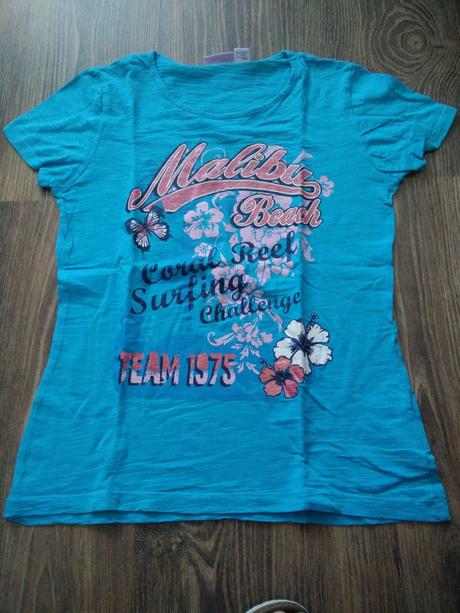 Malibu
Beach
Coral Reef
Surfing
Challenge
TEAM 1975